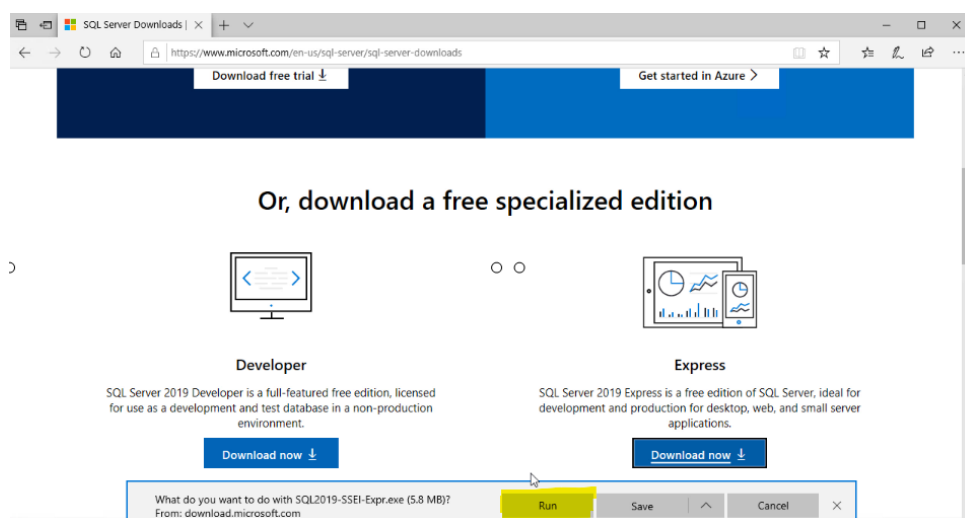 SQL Server Downloads |
https://www.microsoft.com/en-us/sql-server/sql-server-downloads
Download free trial
Get started in Azure
Or, download a free specialized edition
Developer
SQL Server 2019 Developer is a full-featured free edition, licensed
for use as a development and test database in a non-production
environment.
Download now
Express
SQL Server 2019 Express is a free edition of SQL Server, ideal for
development and production for desktop, web, and small server
applications.
Download now
What do you want to do with SQL2019-SSEI-Expr.exe (5.8 MB)?
From: download.microsoft.com
Run
Save
Cancel